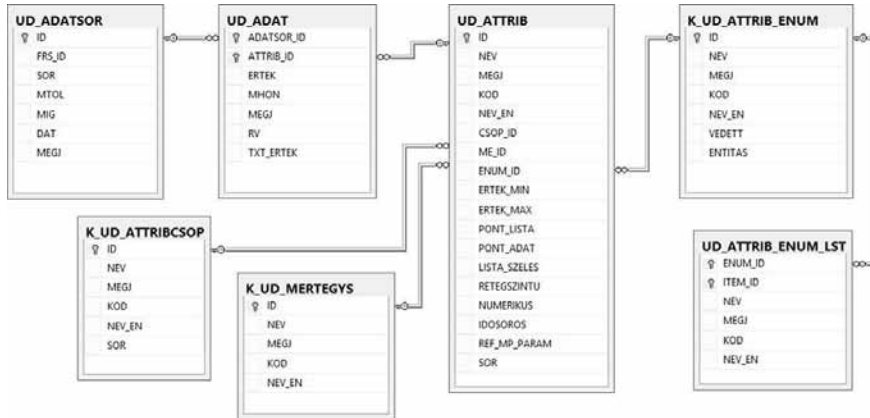 UD_ADATSOR
ID
FRS_ID
SOR
MTOL
MIG
DAT
MEGJ
UD_ADAT
ADATSOR_ID
ATTRIB_ID
ERTEK
MHON
MEGJ
RV
TXT_ERTEK
UD_ATTRIB
ID
NEV
MEGJ
KOD
NEV_EN
CSOP_ID
ME_ID
ENUM_ID
ERTEK_MIN
ERTEK_MAX
PONT_LISTA
PONT_ADAT
LISTA_SZELES
RETEGSZINTU
NUMERIKUS
IDOSOROS
REF_MP_PARAM
SOR
K_UD_ATTRIB_ENUM
ID
NEV
MEGJ
KOD
NEV_EN
VEDETT
ENTITAS
K_UD_ATTRIBCSOP
ID
NEV
MEGJ
KOD
NEV_EN
SOR
K_UD_MERTEGYS
ID
NEV
MEGJ
KOD
NEV_EN
UD_ATTRIB_ENUM_LST
ENUM_ID
ITEM_ID
NEV
MEGJ
KOD
NEV_EN